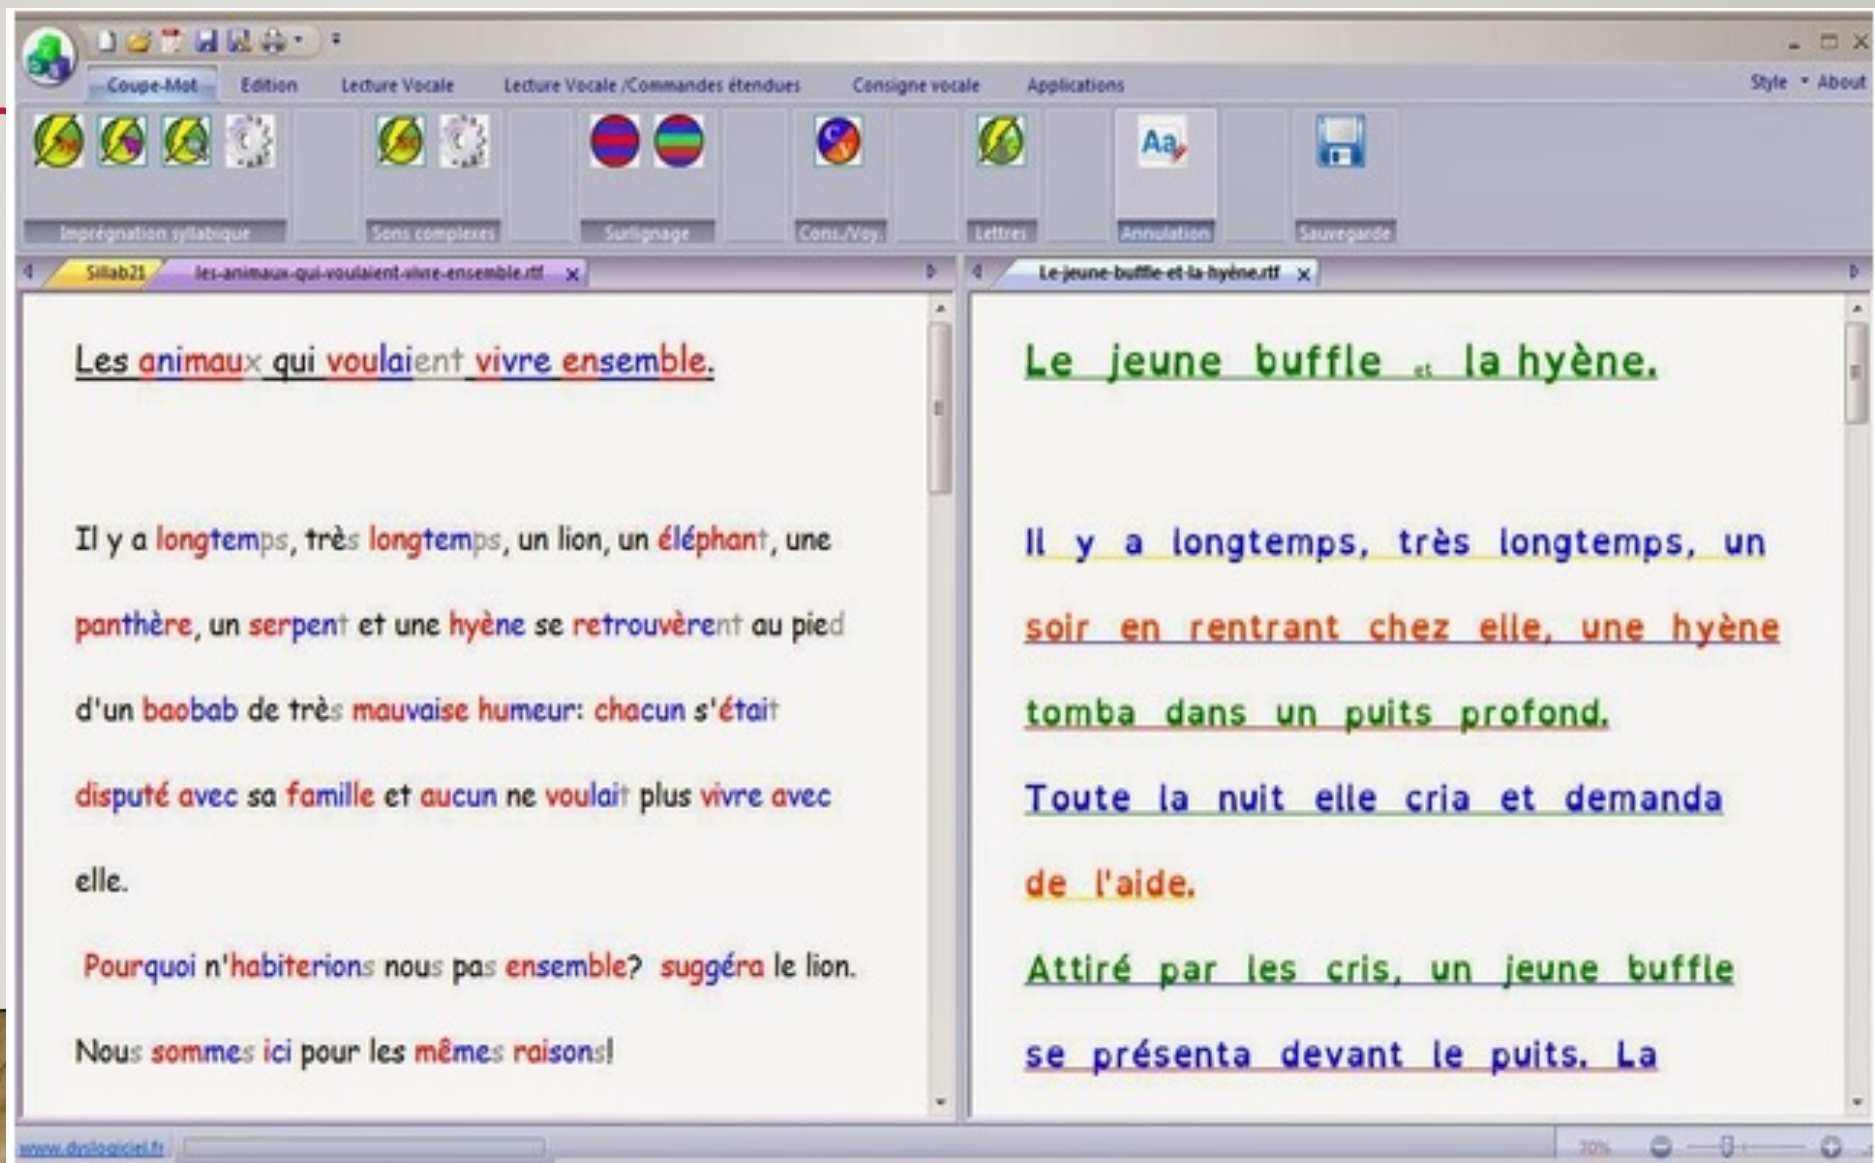 Coupe-Mot Edition Lecture Vocale Lecture Vocale /Commandes étendues Consigne vocale Applications Style About
Imprégnation syllabique Sons complexes Surlignage Cons./Voy. Lettres Annulation Sauvegarde
Sillab21 les-animaux-qui-voulaient-vivre-ensemble.rtf
Les animaux qui voulaient vivre ensemble.
Il y a longtemps, très longtemps, un lion, un éléphant, une
panthère, un serpent et une hyène se retrouvèrent au pied
d'un baobab de très mauvaise humeur: chacun s'était
disputé avec sa famille et aucun ne voulait plus vivre avec
elle.
Pourquoi n'habiterions nous pas ensemble? suggéra le lion.
Nous sommes ici pour les mêmes raisons!
Le-jeune-buffle-et-la-hyène.rtf
Le jeune buffle et la hyène.
Il y a longtemps, très longtemps, un
soir en rentrant chez elle, une hyène
tomba dans un puits profond.
Toute la nuit elle cria et demanda
de l'aide.
Attiré par les cris, un jeune buffle
se présenta devant le puits. La
www.dyslogiciel.fr
70%